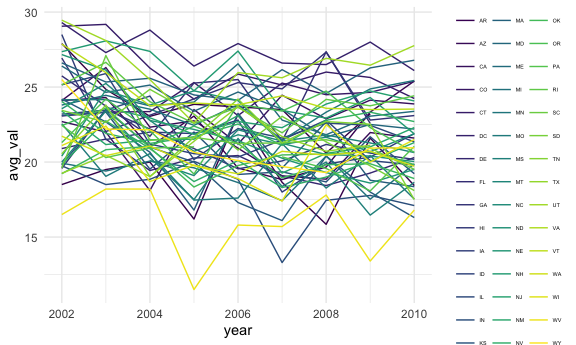 30
25
20
15
avg_val
2002 2004 2006 2008 2010
year
AR MA OK
AZ MD OR
CA ME PA
CO MI RI
CT MN SC
DC MO SD
DE MS TN
FL MT TX
GA NC UT
HI ND VA
IA NE VT
ID NH WA
IL NJ WI
IN NM WV
KS NV WY